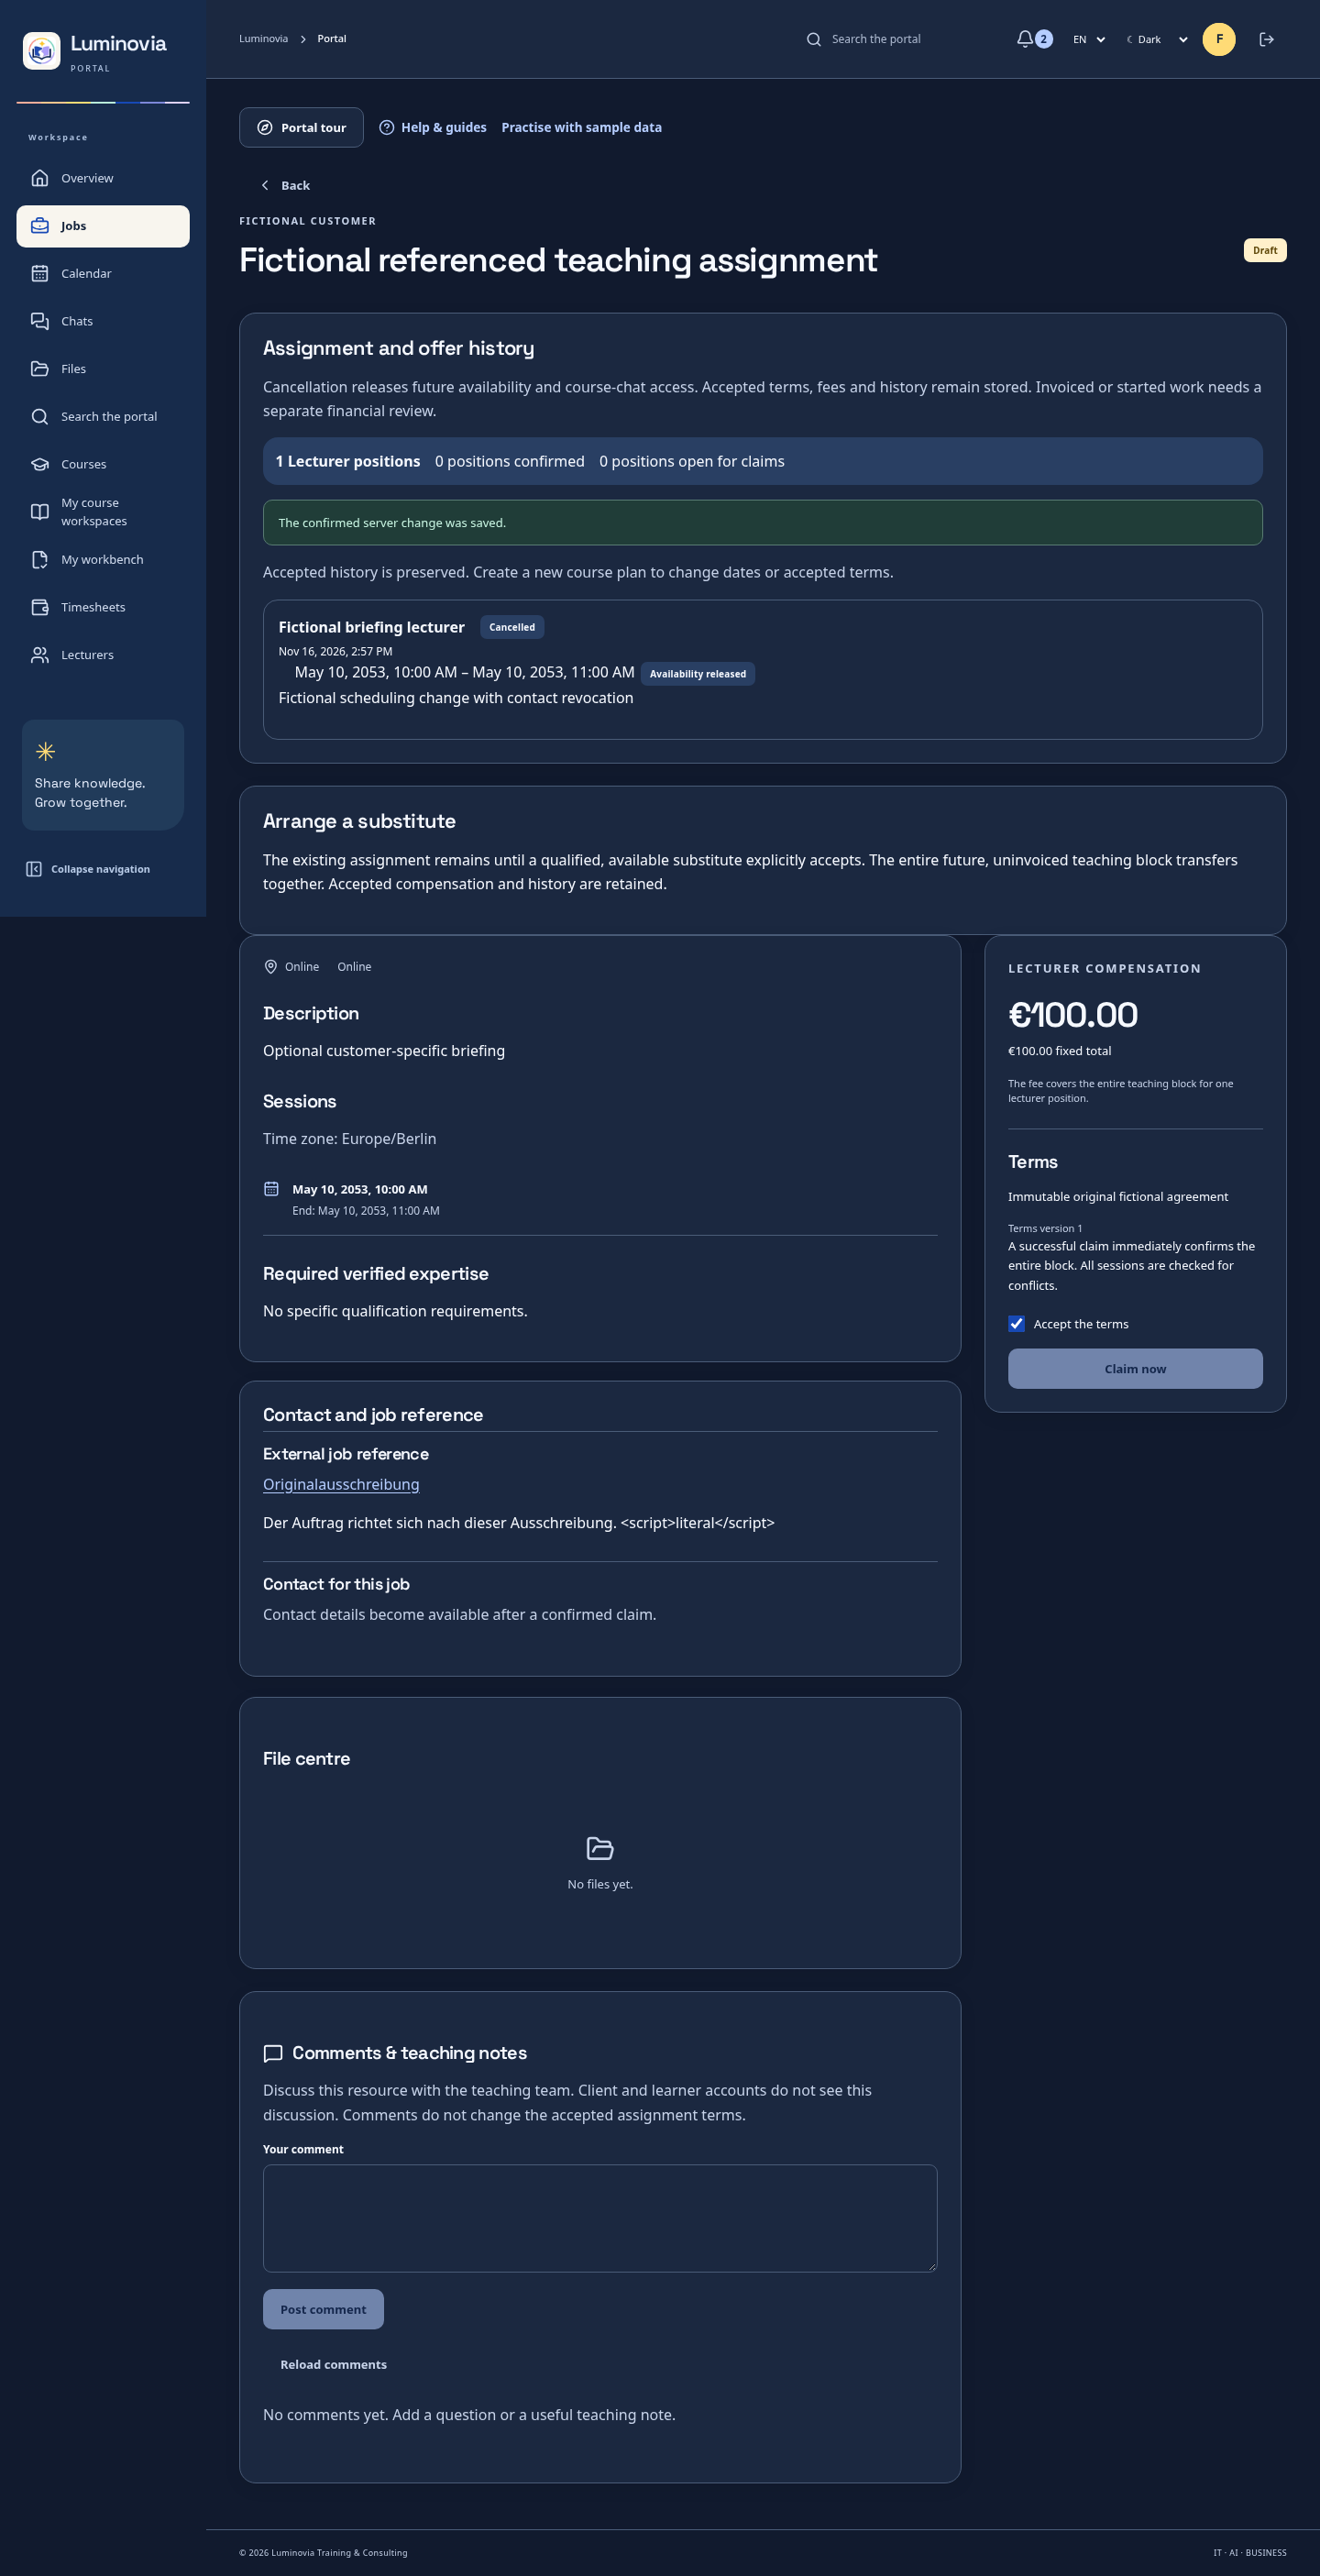 Luminovia
PORTAL
Workspace
Overview
Jobs
Calendar
Chats
Files
Search the portal
Courses
My course
workspaces
My workbench
Timesheets
Lecturers
Share knowledge.
Grow together.
Collapse navigation
Luminovia Portal
Search the portal
2
EN
Dark
F
Portal tour
Help & guides
Practise with sample data
Back
FICTIONAL CUSTOMER
Fictional referenced teaching assignment
Draft
Assignment and offer history
Cancellation releases future availability and course-chat access. Accepted terms, fees and history remain stored. Invoiced or started work needs a
separate financial review.
1 Lecturer positions 0 positions confirmed 0 positions open for claims
The confirmed server change was saved.
Accepted history is preserved. Create a new course plan to change dates or accepted terms.
Fictional briefing lecturer Cancelled
Nov 16, 2026, 2:57 PM
May 10, 2053, 10:00 AM – May 10, 2053, 11:00 AM Availability released
Fictional scheduling change with contact revocation
Arrange a substitute
The existing assignment remains until a qualified, available substitute explicitly accepts. The entire future, uninvoiced teaching block transfers
together. Accepted compensation and history are retained.
Online Online
Description
Optional customer-specific briefing
Sessions
Time zone: Europe/Berlin
May 10, 2053, 10:00 AM
End: May 10, 2053, 11:00 AM
Required verified expertise
No specific qualification requirements.
LECTURER COMPENSATION
€100.00
€100.00 fixed total
The fee covers the entire teaching block for one
lecturer position.
Terms
Immutable original fictional agreement
Terms version 1
A successful claim immediately confirms the
entire block. All sessions are checked for
conflicts.
Accept the terms
Claim now
Contact and job reference
External job reference
Originalausschreibung
Der Auftrag richtet sich nach dieser Ausschreibung. <script>literal</script>
Contact for this job
Contact details become available after a confirmed claim.
File centre
No files yet.
Comments & teaching notes
Discuss this resource with the teaching team. Client and learner accounts do not see this
discussion. Comments do not change the accepted assignment terms.
Your comment
Post comment
Reload comments
No comments yet. Add a question or a useful teaching note.
© 2026 Luminovia Training & Consulting
IT · AI · BUSINESS